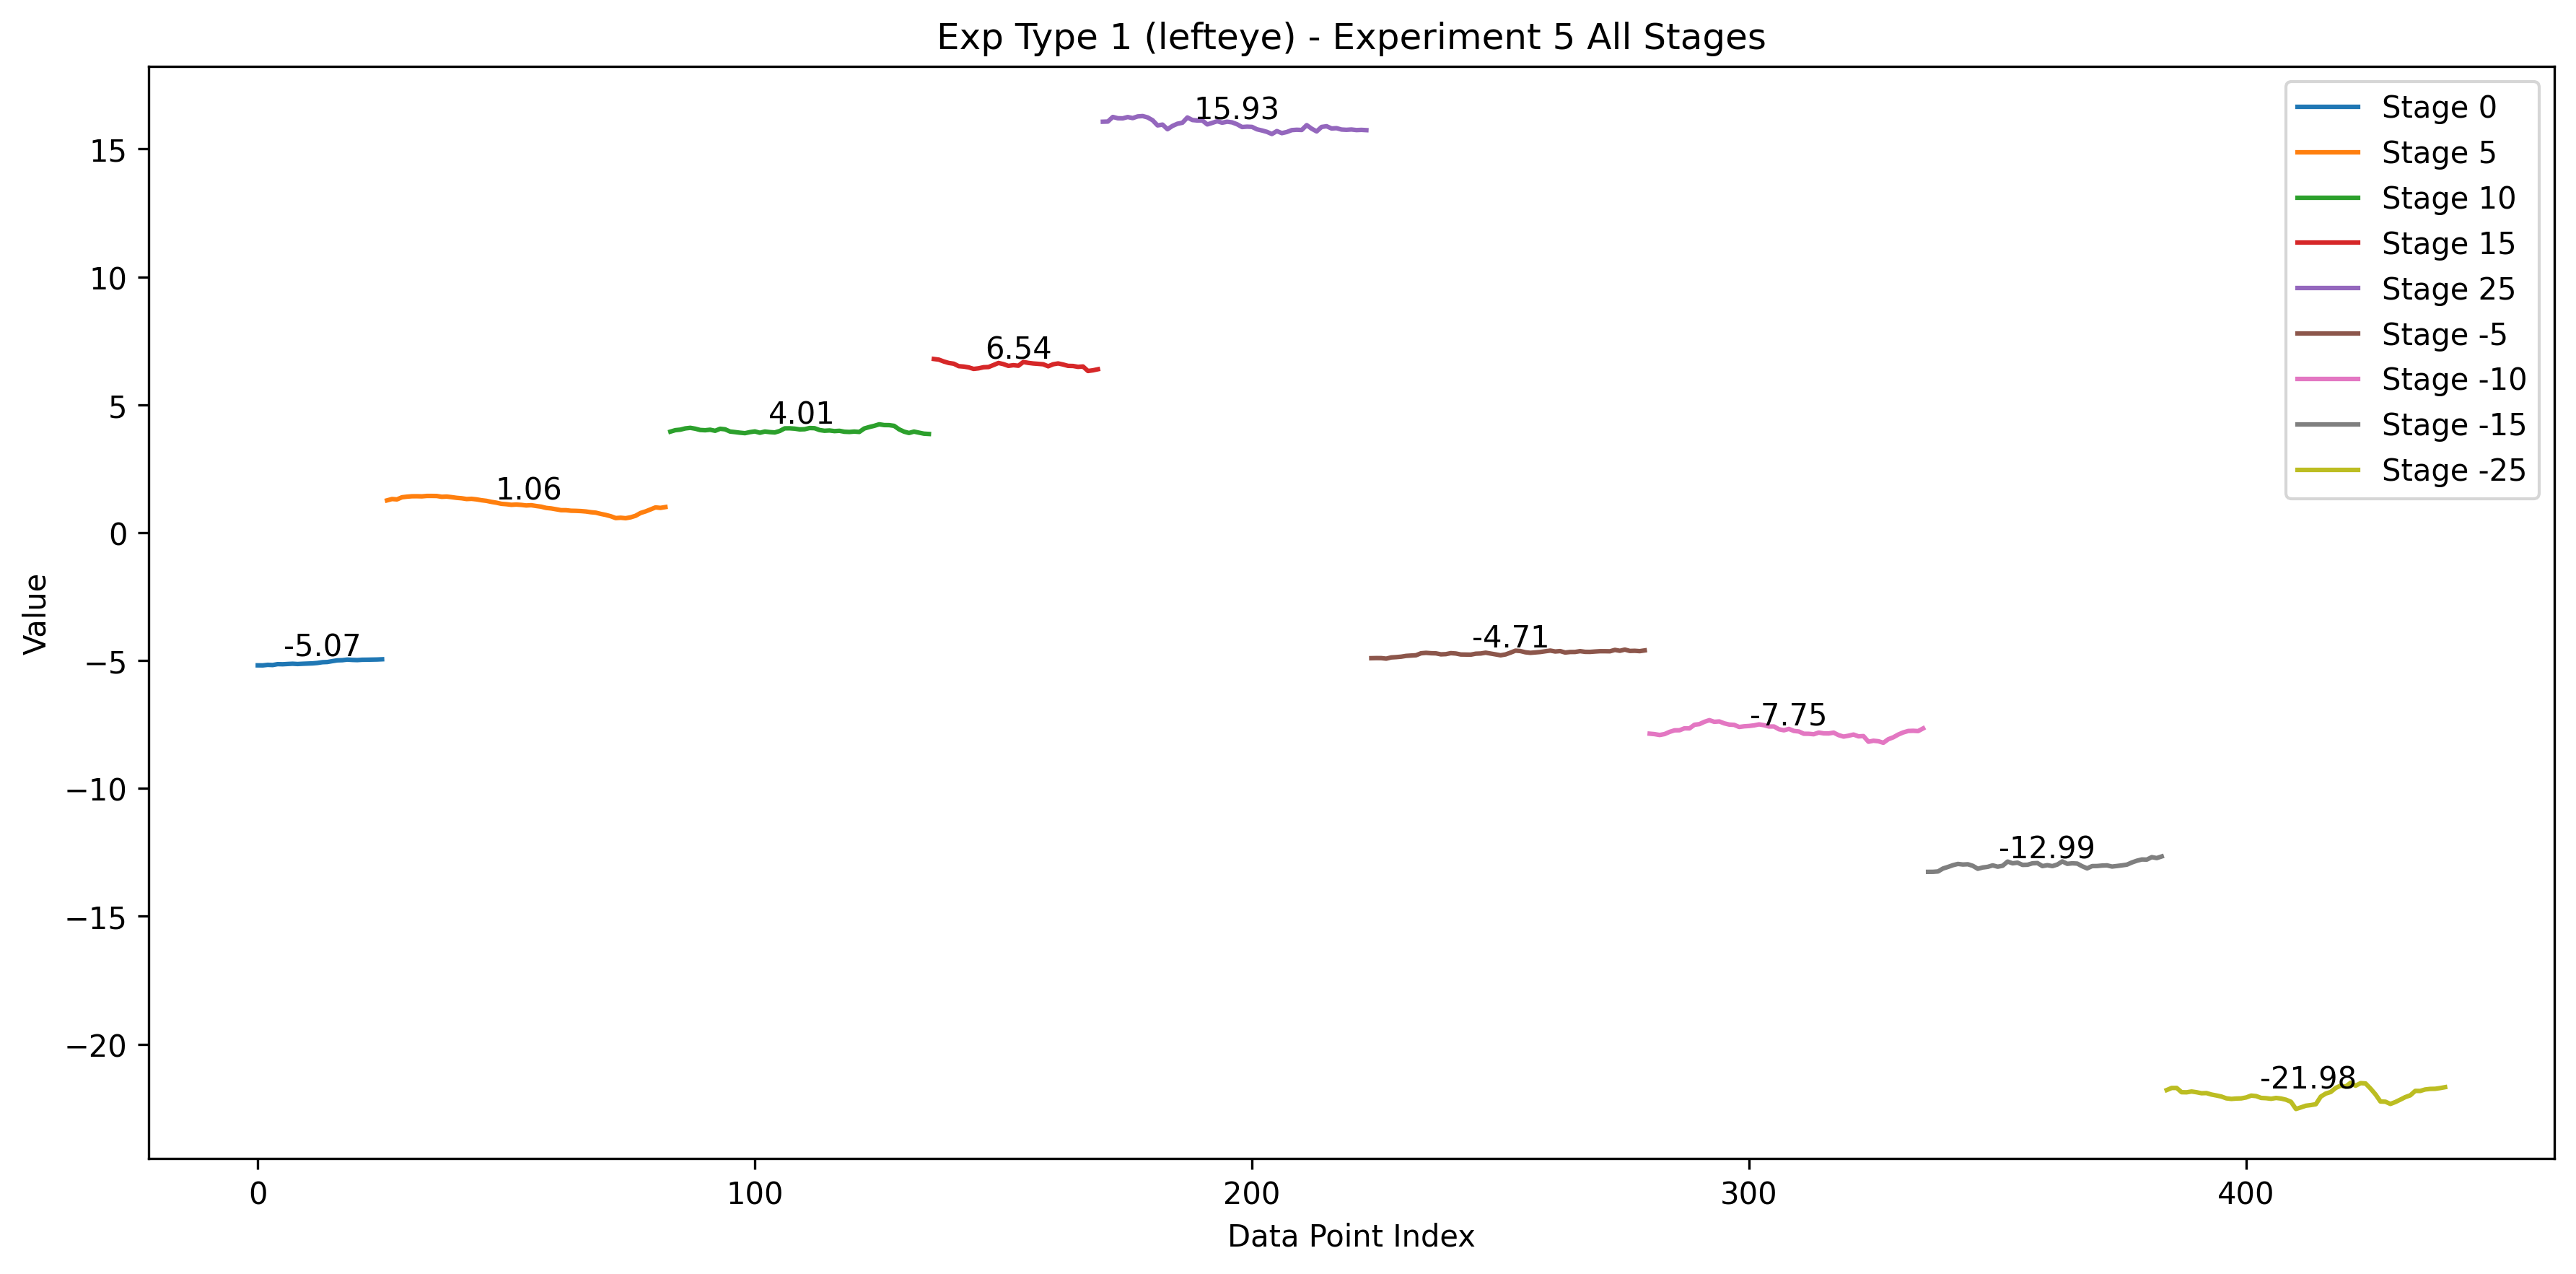 Exp Type 1 (lefteye) - Experiment 5 All Stages
Value
15
10
5
0
−5
−10
−15
−20
-5.07
1.06
4.01
6.54
15.93
-4.71
-7.75
-12.99
-21.98
Stage 0
Stage 5
Stage 10
Stage 15
Stage 25
Stage -5
Stage -10
Stage -15
Stage -25
0
100
200
300
400
Data Point Index